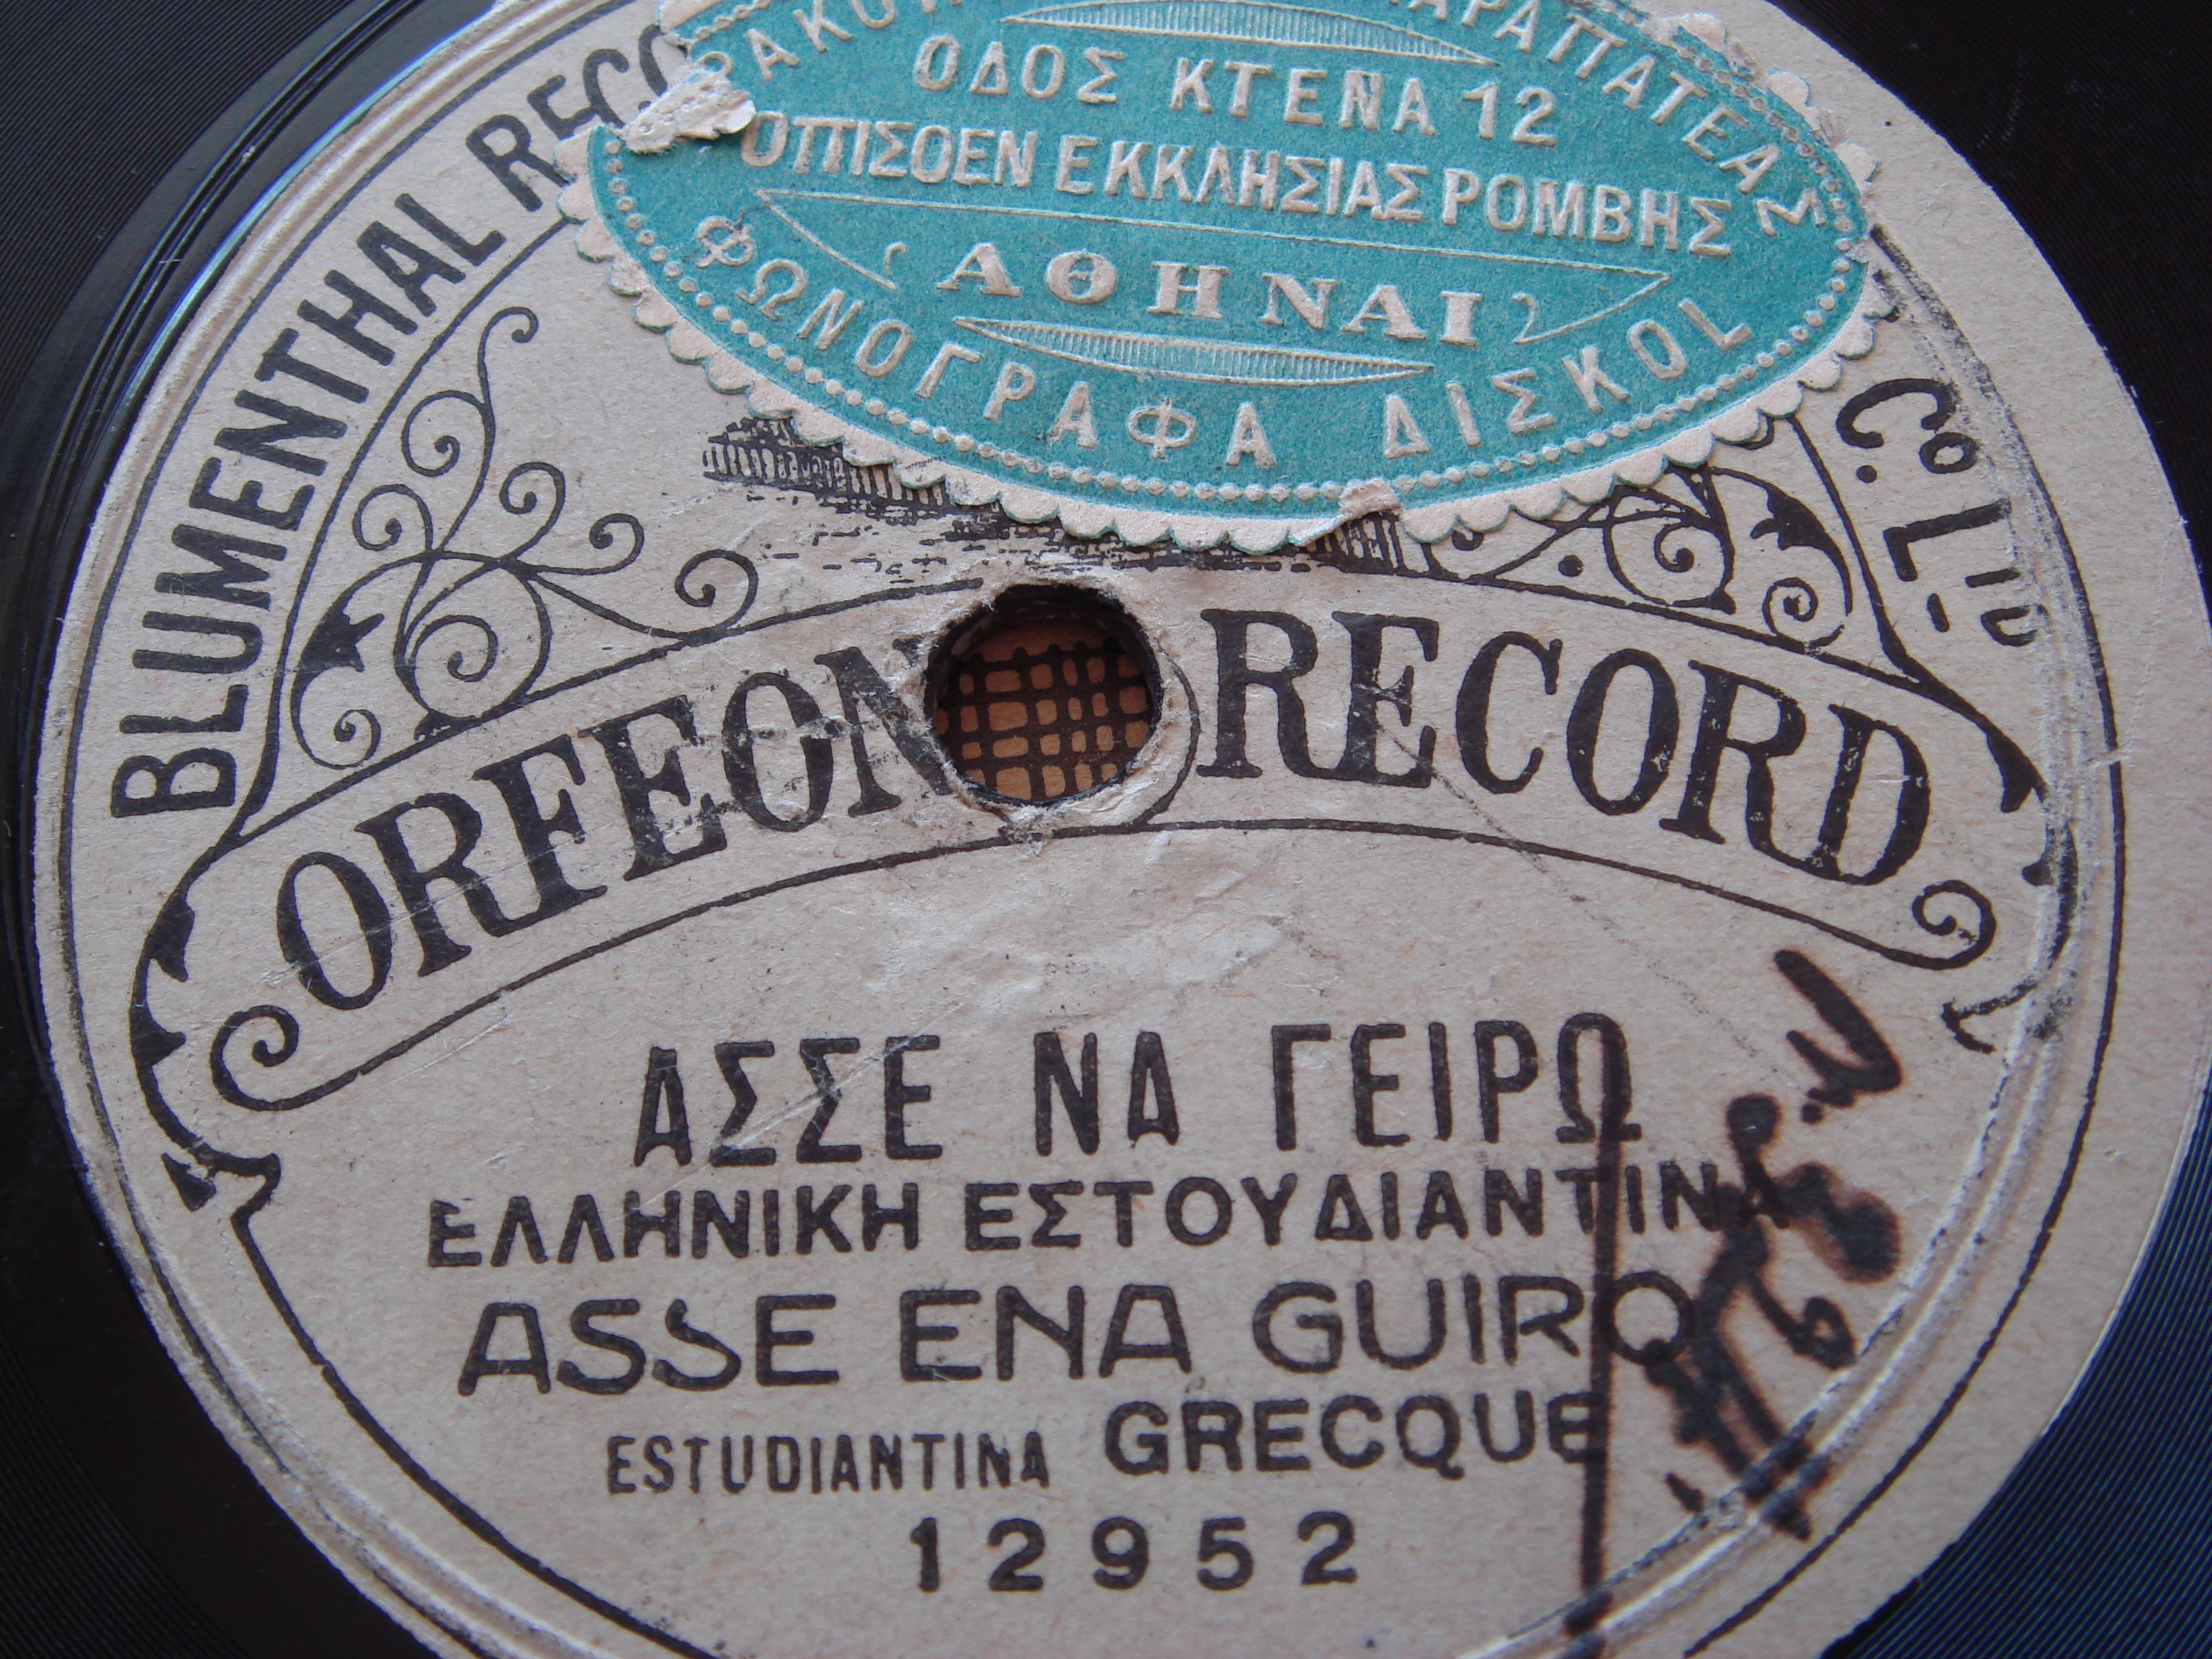 BLUMENTHAL RECO
Co. LTD
ΟΔΟΣ ΚΤΕΝΑ 12
ΟΠΙΣΘΕΝ ΕΚΚΛΗΣΙΑΣ ΡΟΜΒΗΣ
ΑΘΗΝΑΙ
ΦΩΝΟΓΡΑΦΑ ΔΙΣΚΟΙ
ORFEON RECORD
ΑΣΣΕ ΝΑ ΓΕΙΡΩ
ΕΛΛΗΝΙΚΗ ΕΣΤΟΥΔΙΑΝΤΙΝΑ
ASSE ENA GUIRO
ESTUDIANTINA GRECQUE
12952